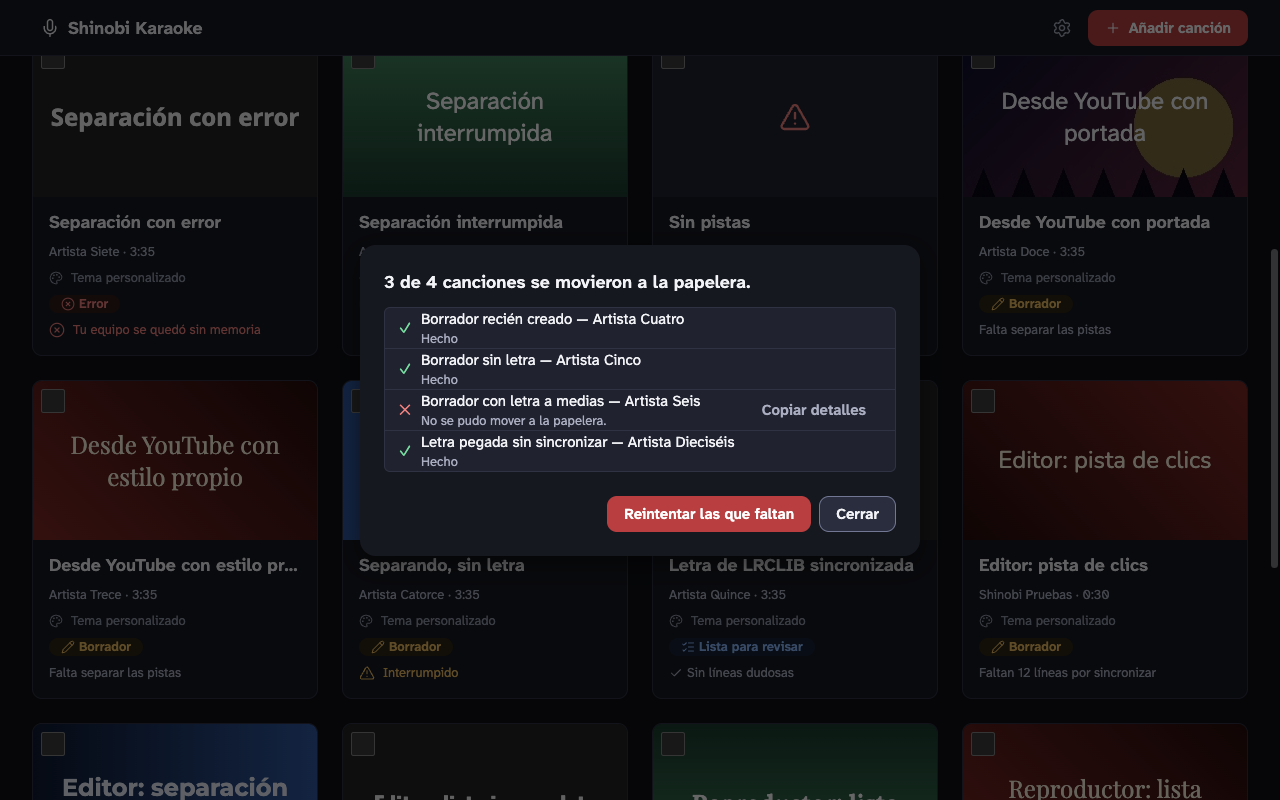 Shinobi Karaoke
Añadir canción
Separación con error
Separación
interrumpida
Desde YouTube con
portada
Separación con error
Separación interrumpida
Sin pistas
Desde YouTube con portada
Artista Siete · 3:35
Artista Doce · 3:35
Tema personalizado
Tema personalizado
Error
Borrador
Tu equipo se quedó sin memoria
Falta separar las pistas
3 de 4 canciones se movieron a la papelera.
Borrador recién creado — Artista Cuatro
Hecho
Borrador sin letra — Artista Cinco
Hecho
Borrador con letra a medias — Artista Seis
No se pudo mover a la papelera.
Copiar detalles
Letra pegada sin sincronizar — Artista Dieciséis
Hecho
Reintentar las que faltan
Cerrar
Desde YouTube con
estilo propio
Editor: pista de clics
Desde YouTube con estilo pr...
Separando, sin letra
Letra de LRCLIB sincronizada
Editor: pista de clics
Artista Trece · 3:35
Artista Catorce · 3:35
Artista Quince · 3:35
Shinobi Pruebas · 0:30
Tema personalizado
Tema personalizado
Tema personalizado
Tema personalizado
Borrador
Borrador
Lista para revisar
Borrador
Falta separar las pistas
Interrumpido
Sin líneas dudosas
Faltan 12 líneas por sincronizar
Editor: separación
Reproductor: lista